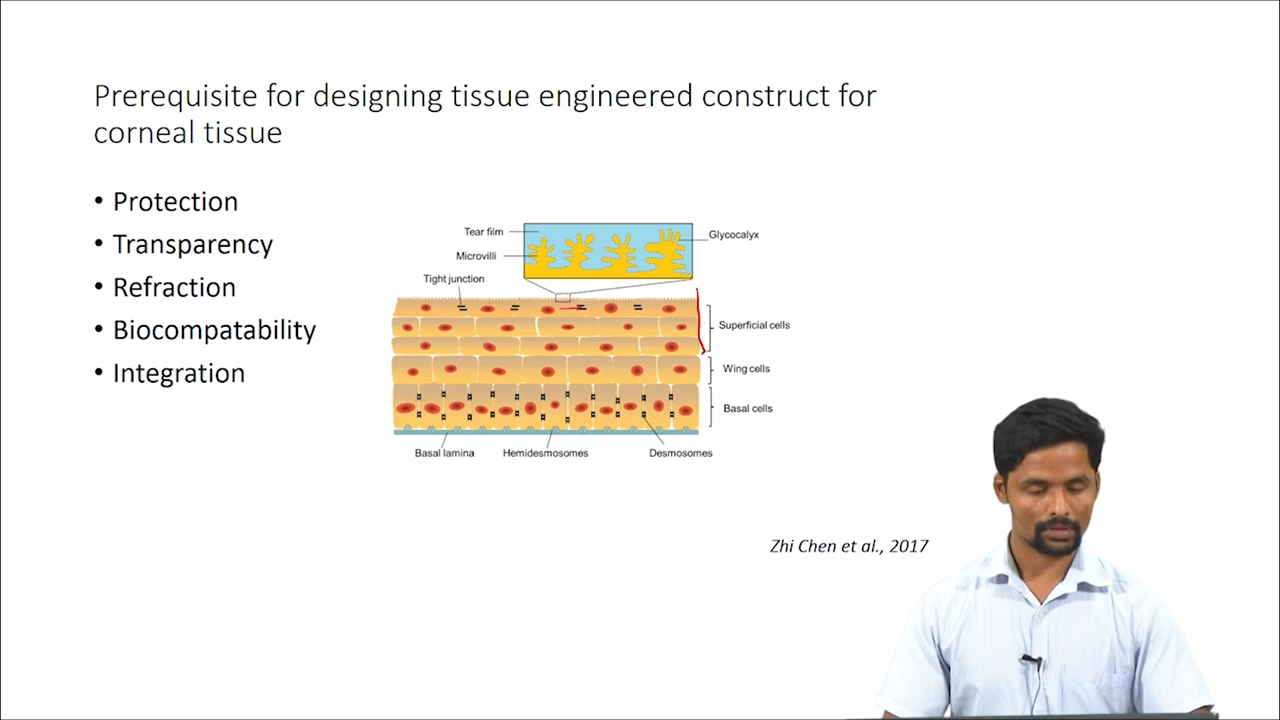 Prerequisite for designing tissue engineered construct for
corneal tissue
• Protection
• Transparency
• Refraction
• Biocompatability
• Integration
Tear film
Glycocalyx
Microvilli
Tight junction
Superficial cells
Wing cells
Basal cells
Basal lamina
Hemidesmosomes
Desmosomes
Zhi Chen et al., 2017